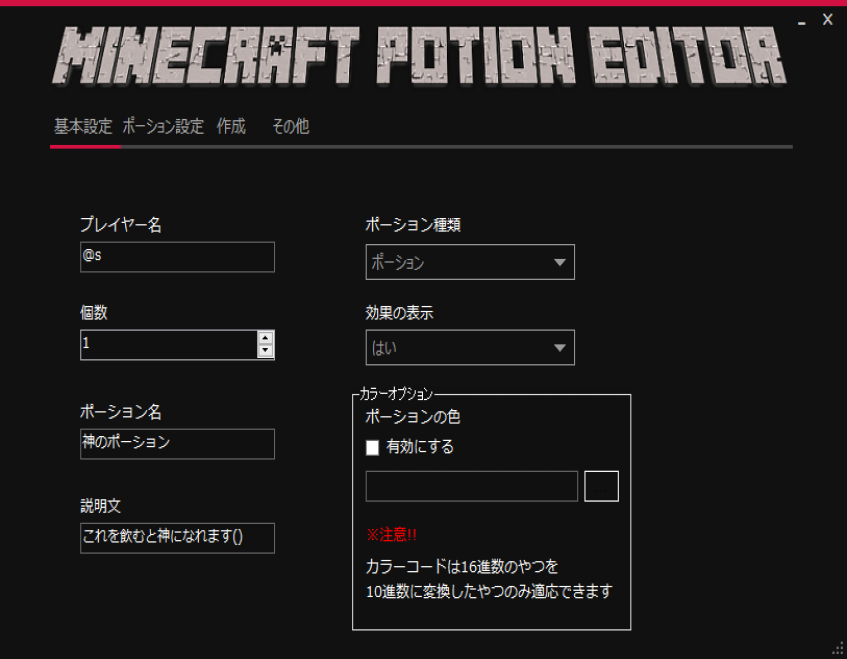 MINECRAFT POTION EDITOR
基本設定 ポーション設定 作成 その他
プレイヤー名
@s
個数
1
ポーション名
神のポーション
説明文
これを飲むと神になれます()
ポーション種類
ポーション
効果の表示
はい
カラーオプション
ポーションの色
有効にする
※注意!!
カラーコードは16進数のやつを
10進数に変換したやつのみ適応できます